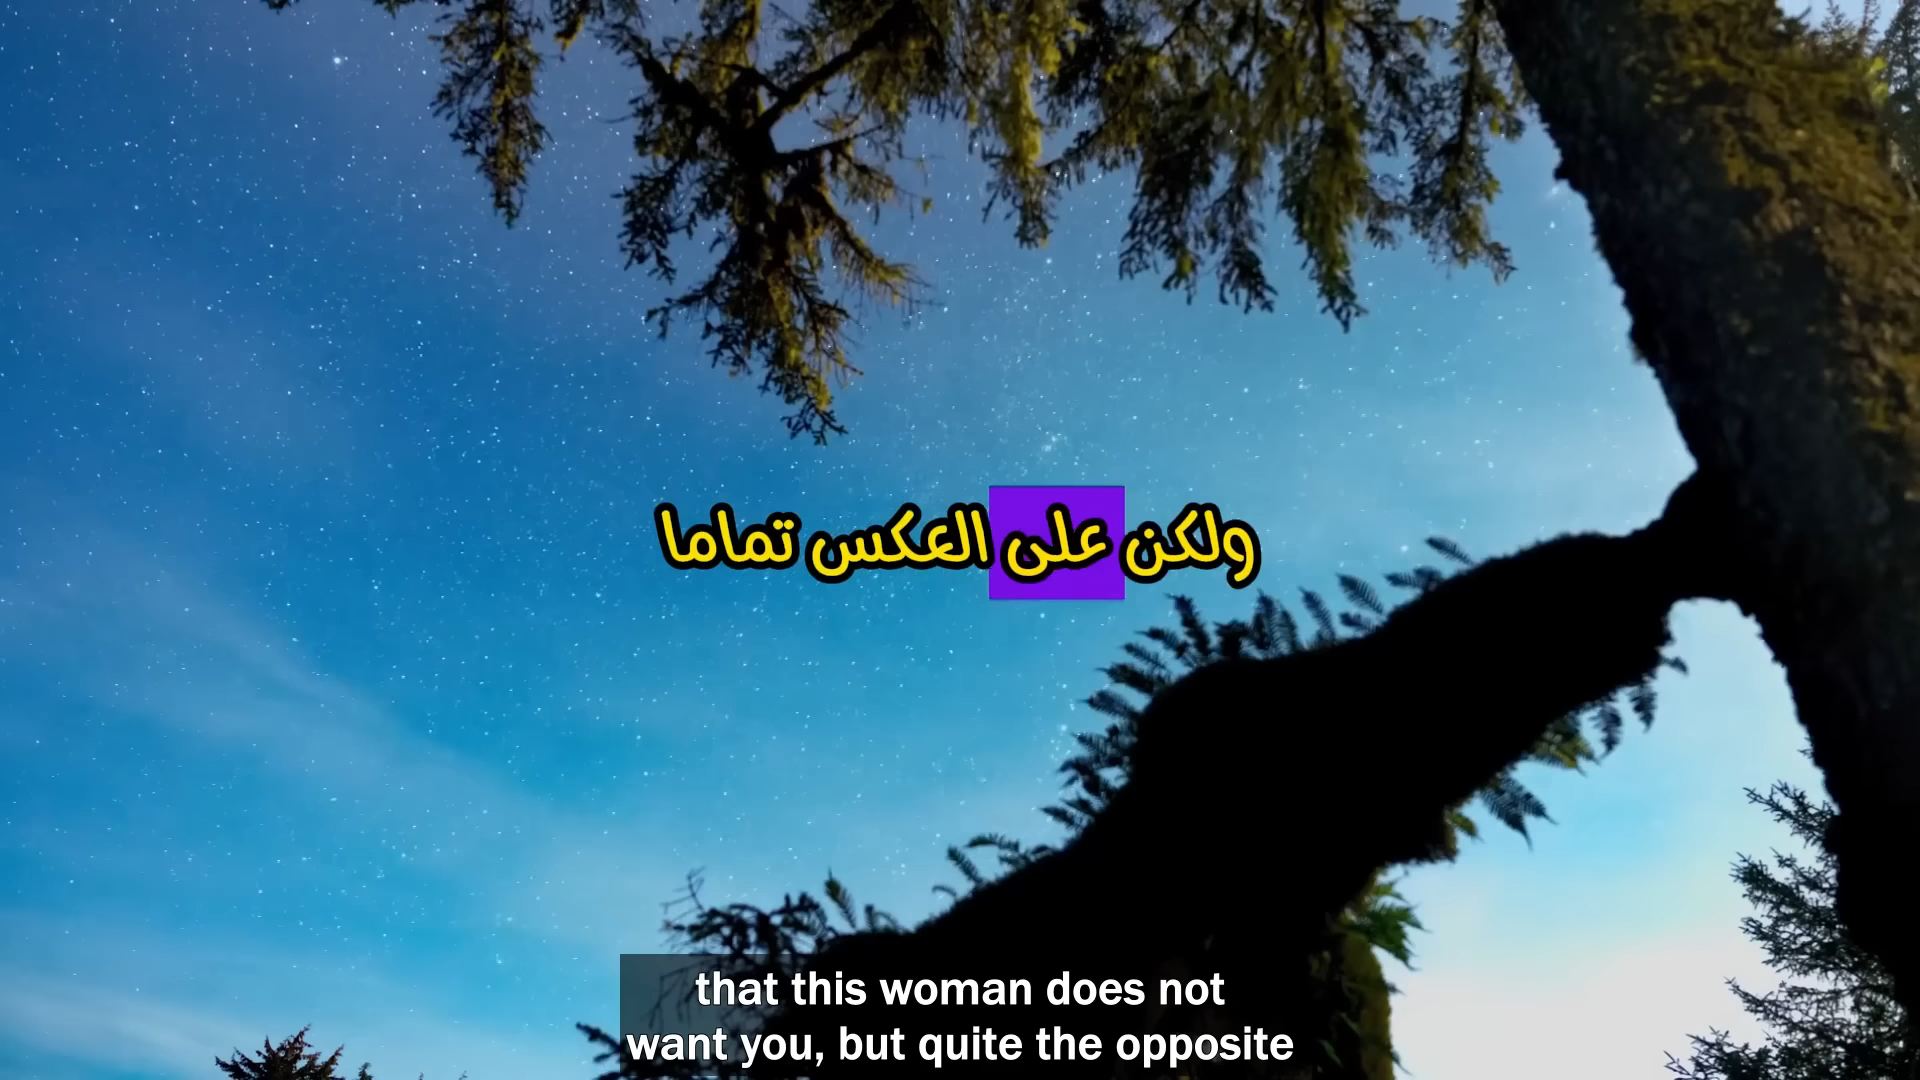 ولكن على العكس تماما
that this woman does not
want you, but quite the opposite